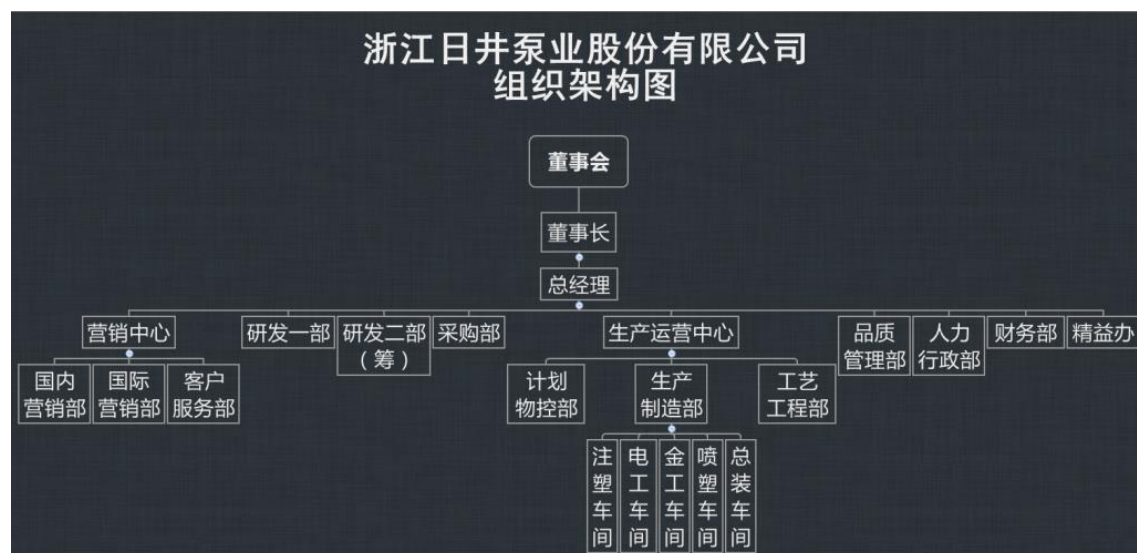 浙江日井泵业股份有限公司
组织架构图
董事会
董事长
总经理
营销中心
研发一部
研发二部
（筹）
采购部
生产运营中心
品质
管理部
人力
行政部
财务部
精益办
国内
营销部
国际
营销部
客户
服务部
计划
物控部
生产
制造部
工艺
工程部
注塑车间
电工车间
金工车间
喷塑车间
总装车间